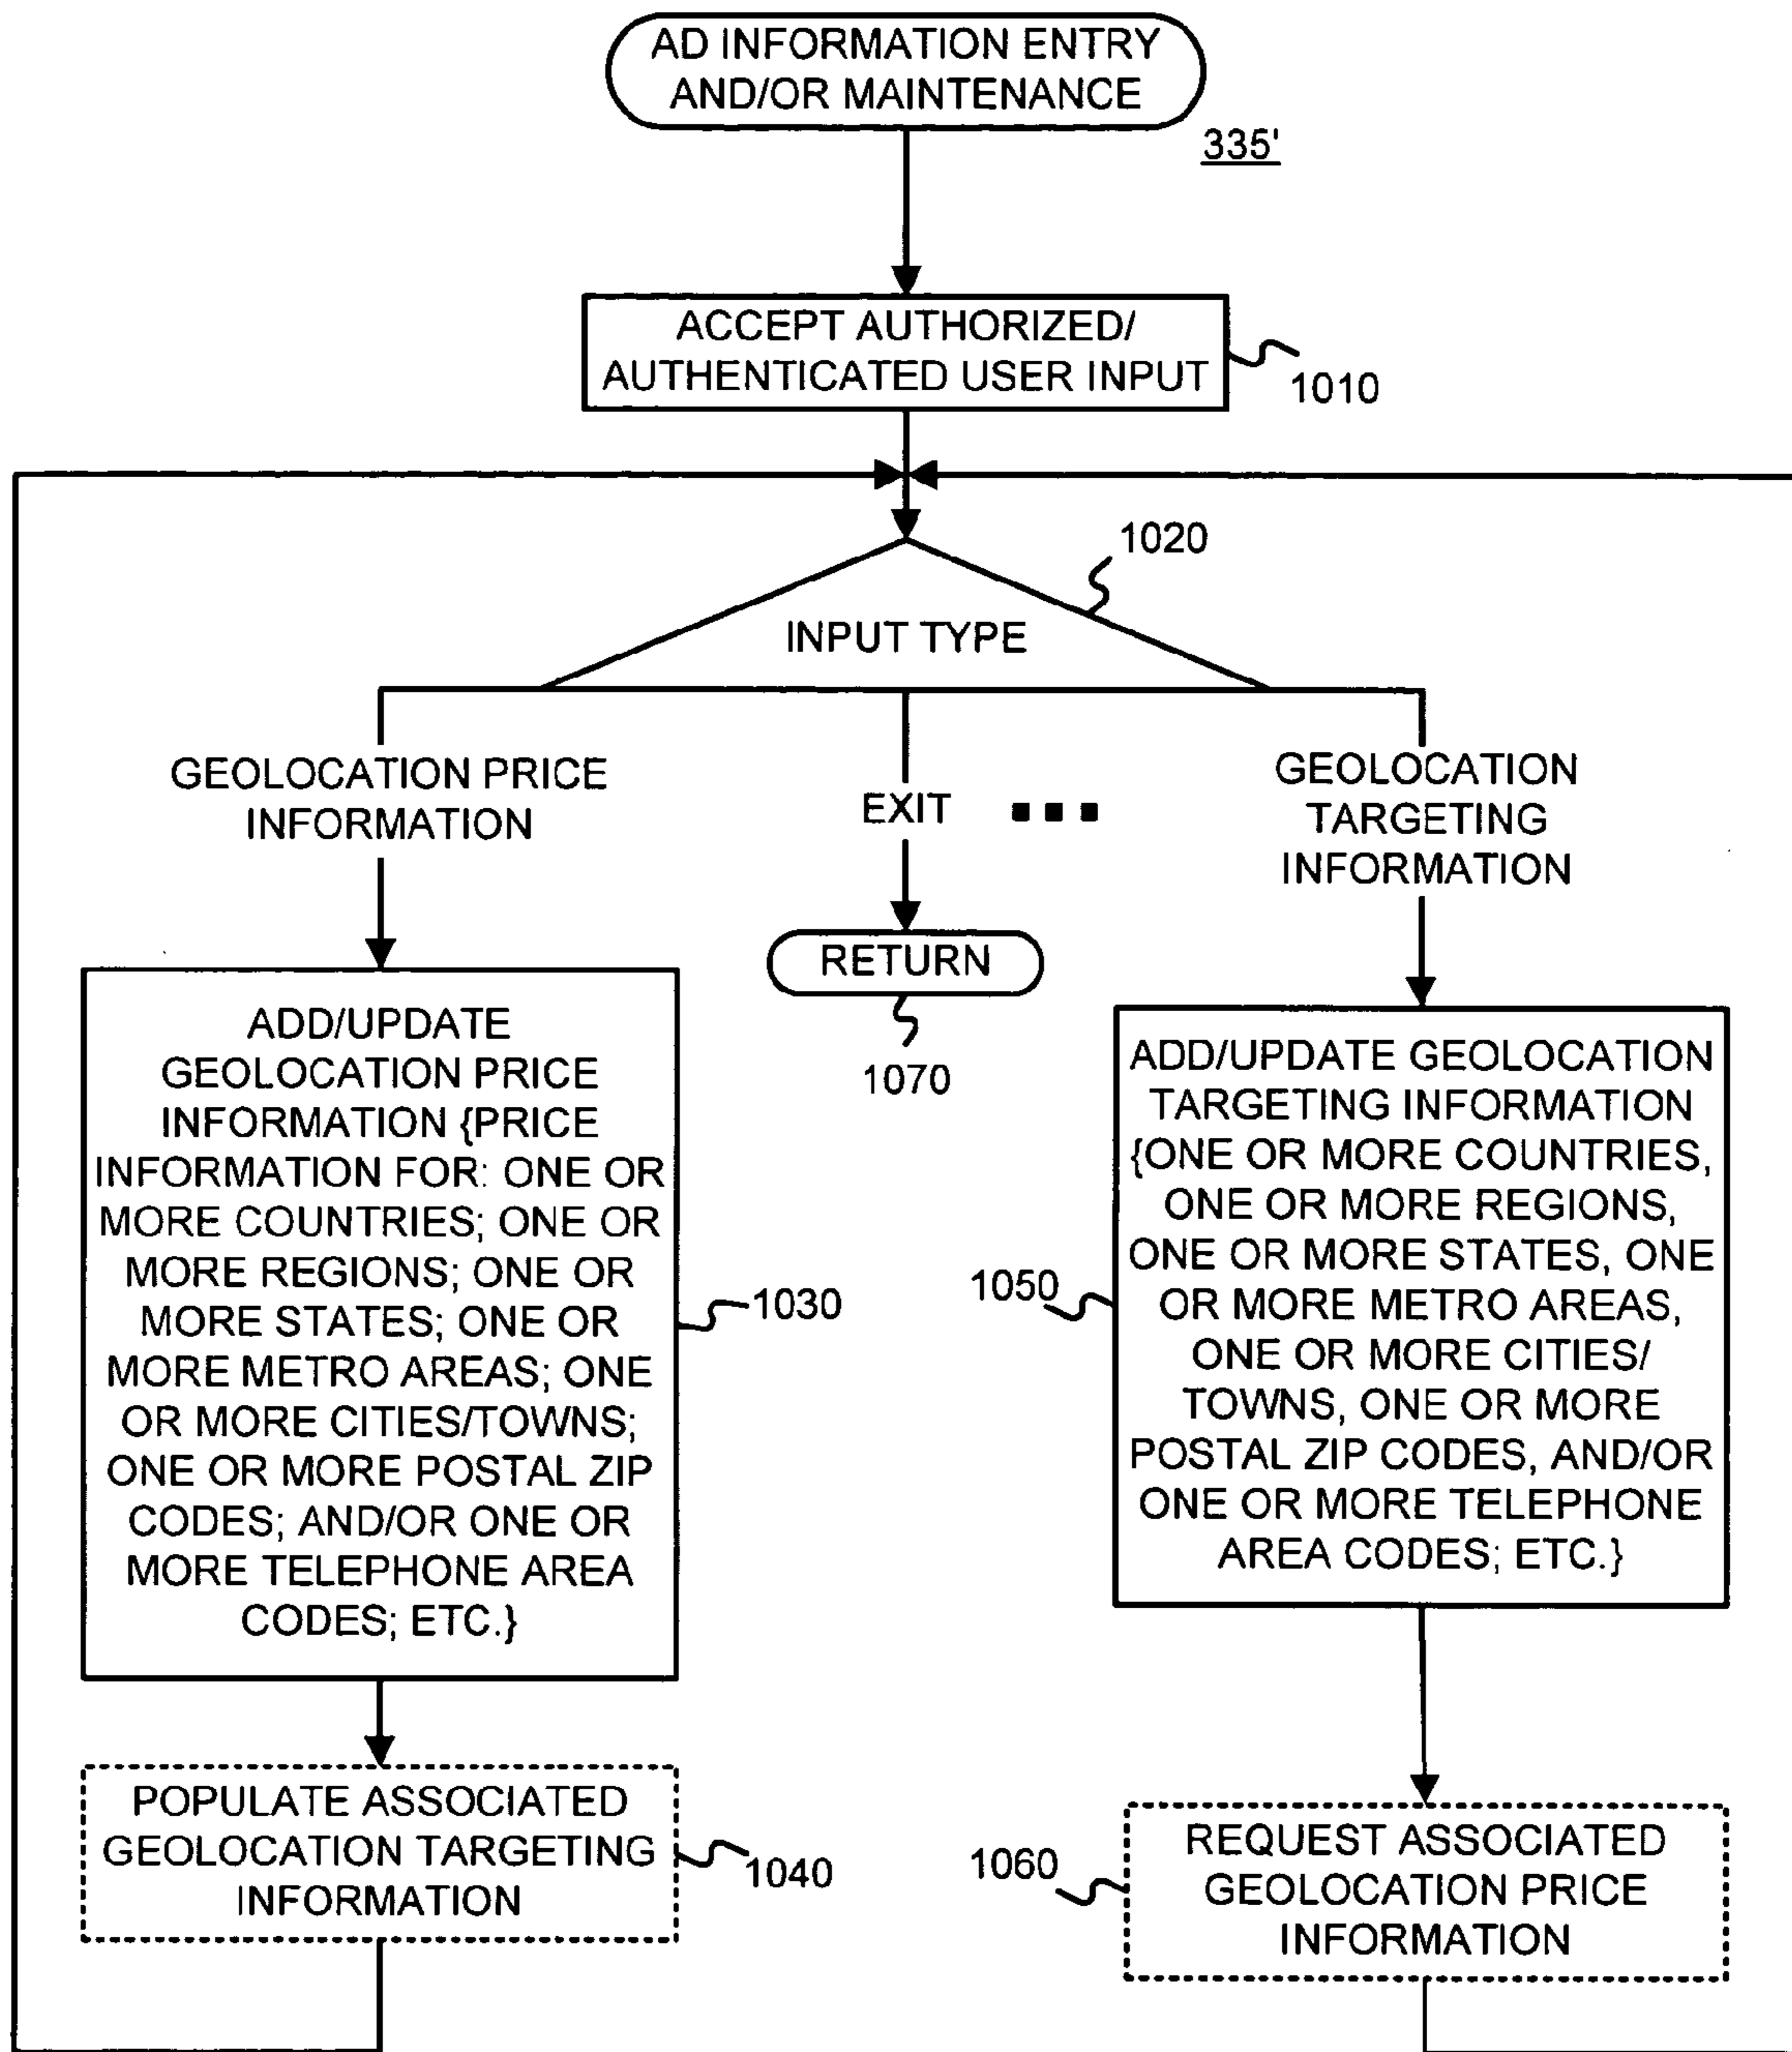 AD INFORMATION ENTRY
AND/OR MAINTENANCE
335'
ACCEPT AUTHORIZED/
AUTHENTICATED USER INPUT
1010
1020
INPUT TYPE
GEOLOCATION PRICE
INFORMATION
EXIT
GEOLOCATION
TARGETING
INFORMATION
RETURN
1070
ADD/UPDATE
GEOLOCATION PRICE
INFORMATION {PRICE
INFORMATION FOR: ONE OR
MORE COUNTRIES; ONE OR
MORE REGIONS; ONE OR
MORE STATES; ONE OR
MORE METRO AREAS; ONE
OR MORE CITIES/TOWNS;
ONE OR MORE POSTAL ZIP
CODES; AND/OR ONE OR
MORE TELEPHONE AREA
CODES; ETC.}
1030
ADD/UPDATE GEOLOCATION
TARGETING INFORMATION
{ONE OR MORE COUNTRIES,
ONE OR MORE REGIONS,
ONE OR MORE STATES, ONE
OR MORE METRO AREAS,
ONE OR MORE CITIES/
TOWNS, ONE OR MORE
POSTAL ZIP CODES, AND/OR
ONE OR MORE TELEPHONE
AREA CODES; ETC.}
1050
POPULATE ASSOCIATED
GEOLOCATION TARGETING
INFORMATION
1040
REQUEST ASSOCIATED
GEOLOCATION PRICE
INFORMATION
1060